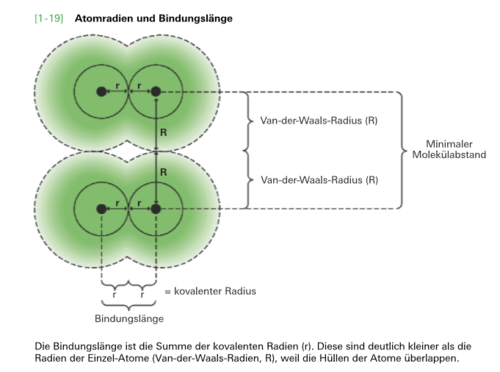 [1-19] Atomradien und Bindungslänge
r r
R
Van-der-Waals-Radius (R)
Minimaler
Molekülabstand
R
Van-der-Waals-Radius (R)
r r
r r = kovalenter Radius
Bindungslänge
Die Bindungslänge ist die Summe der kovalenten Radien (r). Diese sind deutlich kleiner als die
Radien der Einzel-Atome (Van-der-Waals-Radien, R), weil die Hüllen der Atome überlappen.